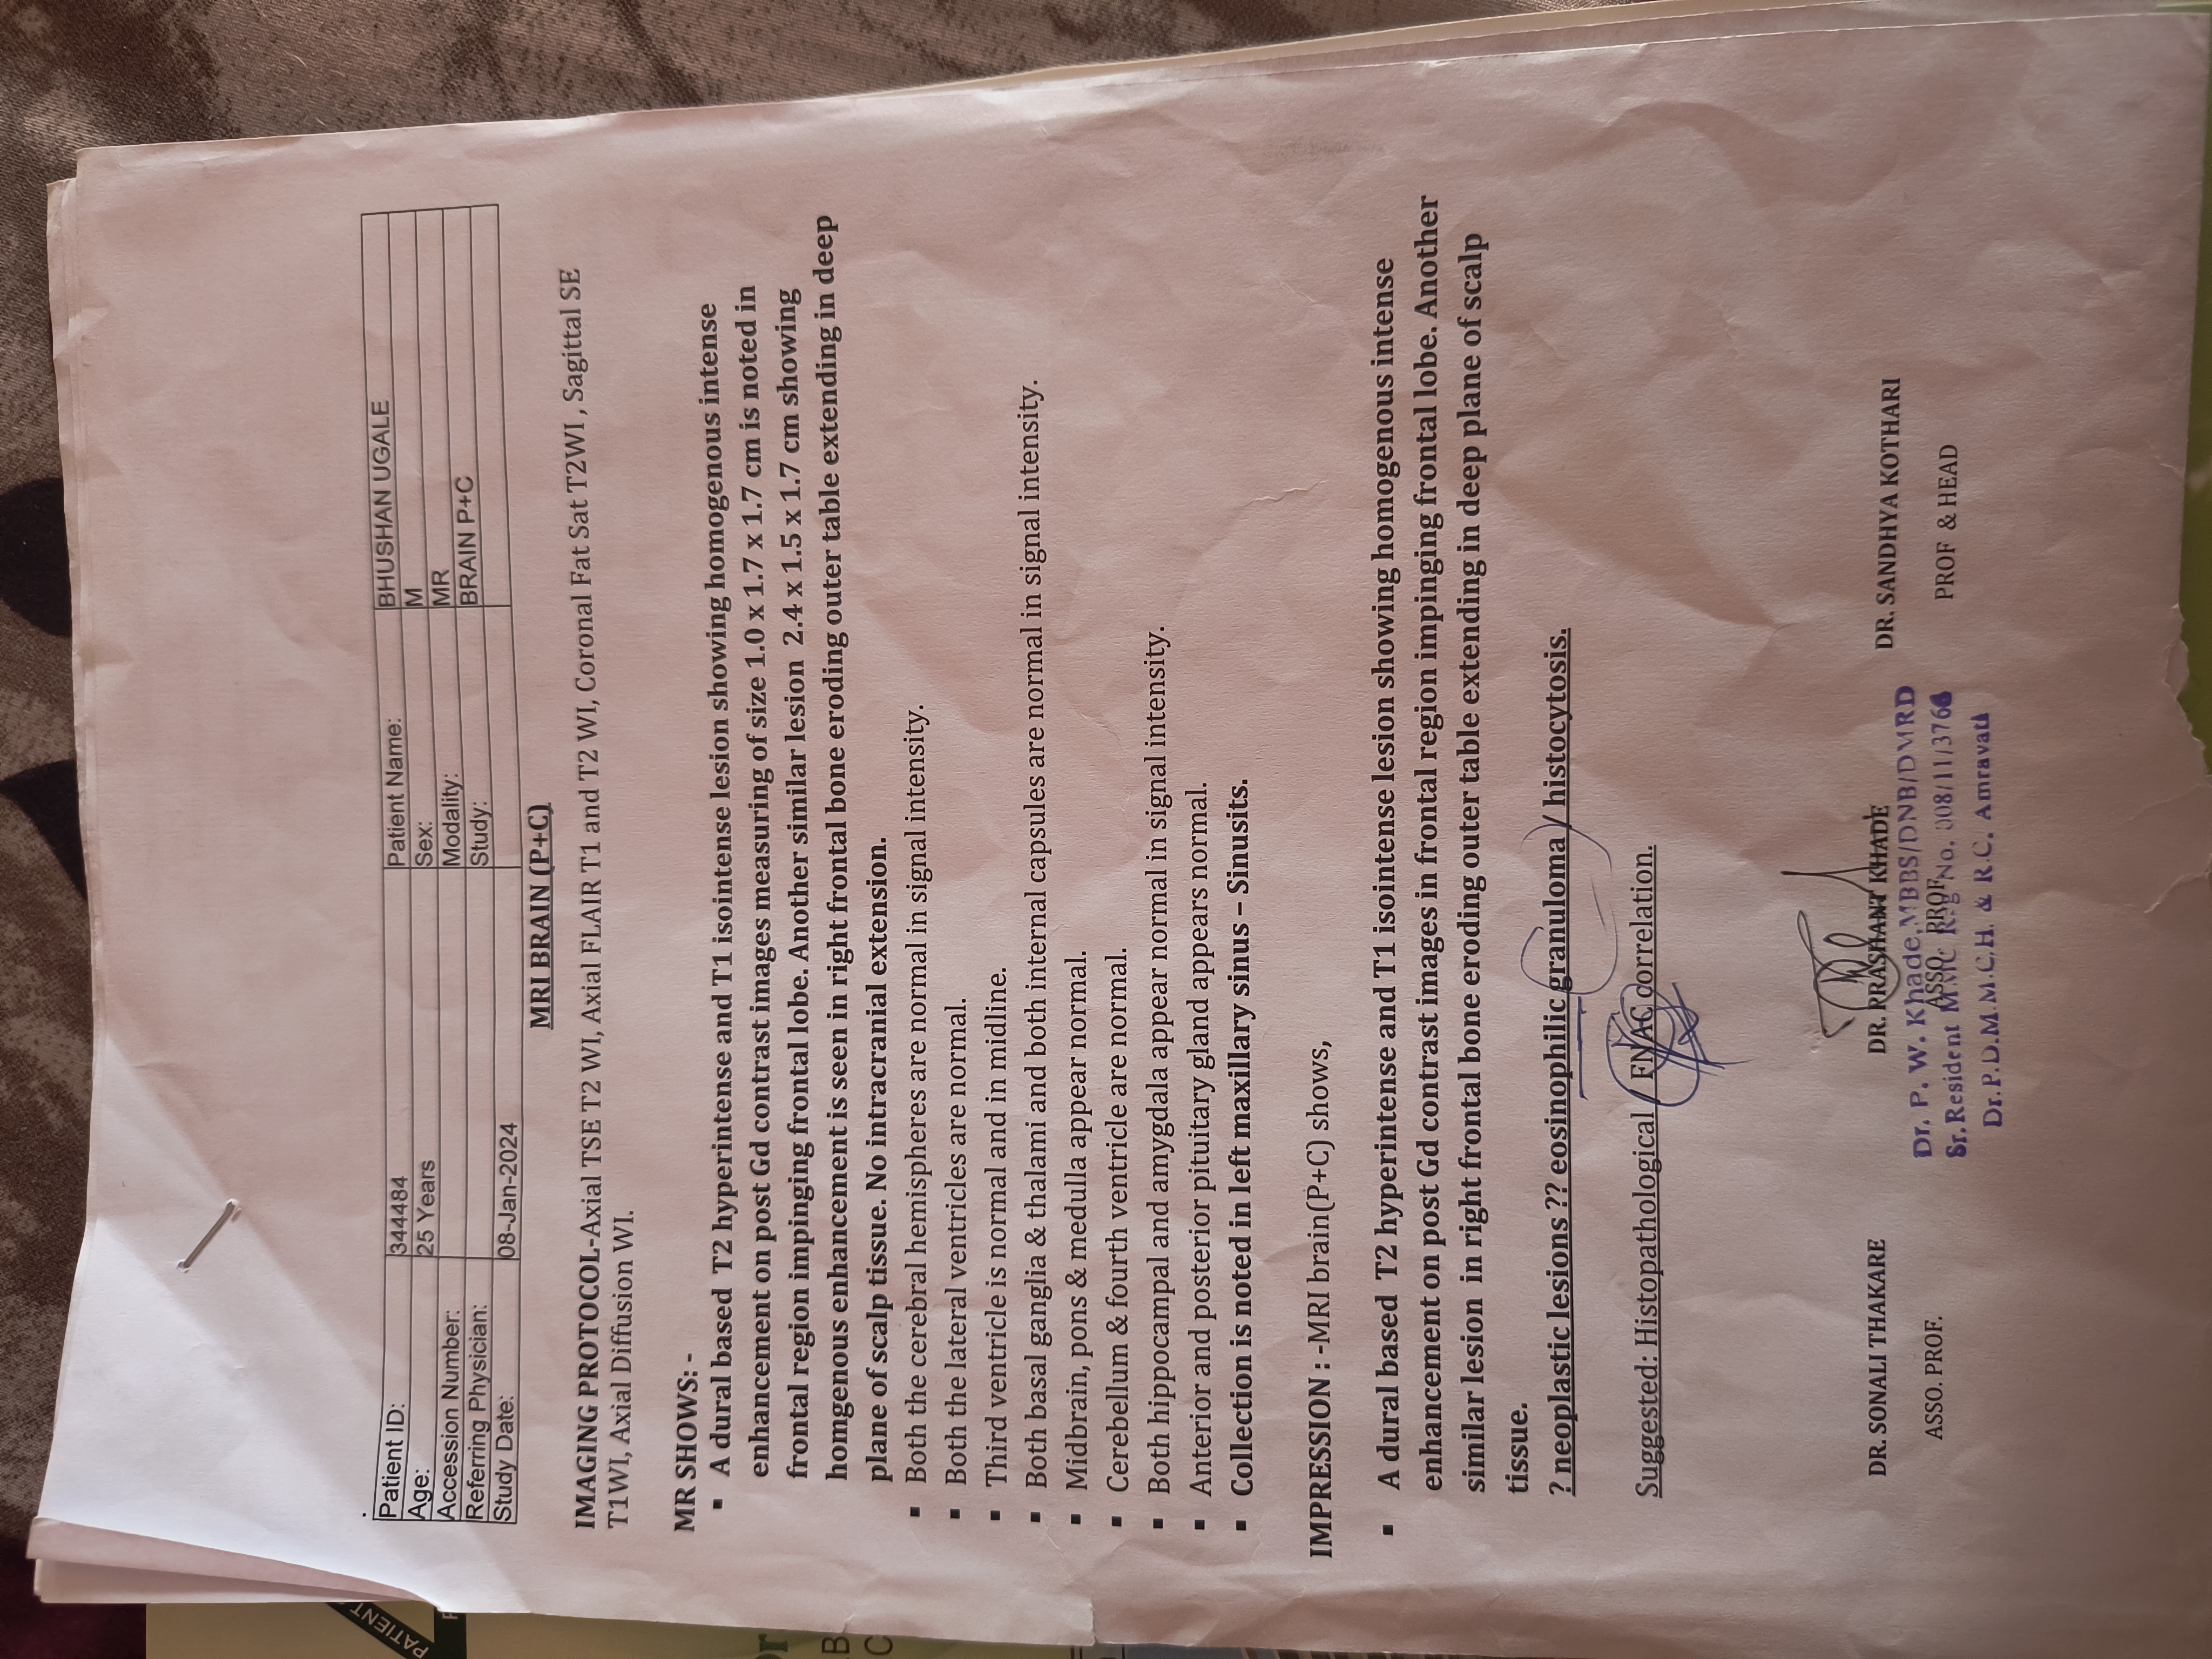 PATIENT
.
Patient ID: 344484 Patient Name: BHUSHAN UGALE
Age: 25 Years Sex: M
Accession Number: Modality: MR
Referring Physician: Study: BRAIN P+C
Study Date: 08-Jan-2024
MRI BRAIN (P+C)
IMAGING PROTOCOL-Axial TSE T2 WI, Axial FLAIR T1 and T2 WI, Coronal Fat Sat T2WI , Sagittal SE
T1WI, Axial Diffusion WI.
MR SHOWS: -
▪ A dural based T2 hyperintense and T1 isointense lesion showing homogenous intense
enhancement on post Gd contrast images measuring of size 1.0 x 1.7 x 1.7 cm is noted in
frontal region impinging frontal lobe. Another similar lesion 2.4 x 1.5 x 1.7 cm showing
homgenous enhancement is seen in right frontal bone eroding outer table extending in deep
plane of scalp tissue. No intracranial extension.
▪ Both the cerebral hemispheres are normal in signal intensity.
▪ Both the lateral ventricles are normal.
▪ Third ventricle is normal and in midline.
▪ Both basal ganglia & thalami and both internal capsules are normal in signal intensity.
▪ Midbrain, pons & medulla appear normal.
▪ Cerebellum & fourth ventricle are normal.
▪ Both hippocampal and amygdala appear normal in signal intensity.
▪ Anterior and posterior pituitary gland appears normal.
▪ Collection is noted in left maxillary sinus – Sinusits.
IMPRESSION : -MRI brain(P+C) shows,
▪ A dural based T2 hyperintense and T1 isointense lesion showing homogenous intense
enhancement on post Gd contrast images in frontal region impinging frontal lobe. Another
similar lesion in right frontal bone eroding outer table extending in deep plane of scalp
tissue.
? neoplastic lesions ?? eosinophilic granuloma / histocytosis.
Suggested: Histopathological / FNAC correlation.
DR. SONALI THAKARE DR. PRASHANT KHADE DR. SANDHYA KOTHARI
Dr. P. W. Khade,MBBS/DNB/DMRD
ASSO. PROF. ASSO. PROF. PROF & HEAD
Sr.Resident MMC Reg No. 008/11/3766
Dr.P.D.M.M.C.H. & R.C. Amravati